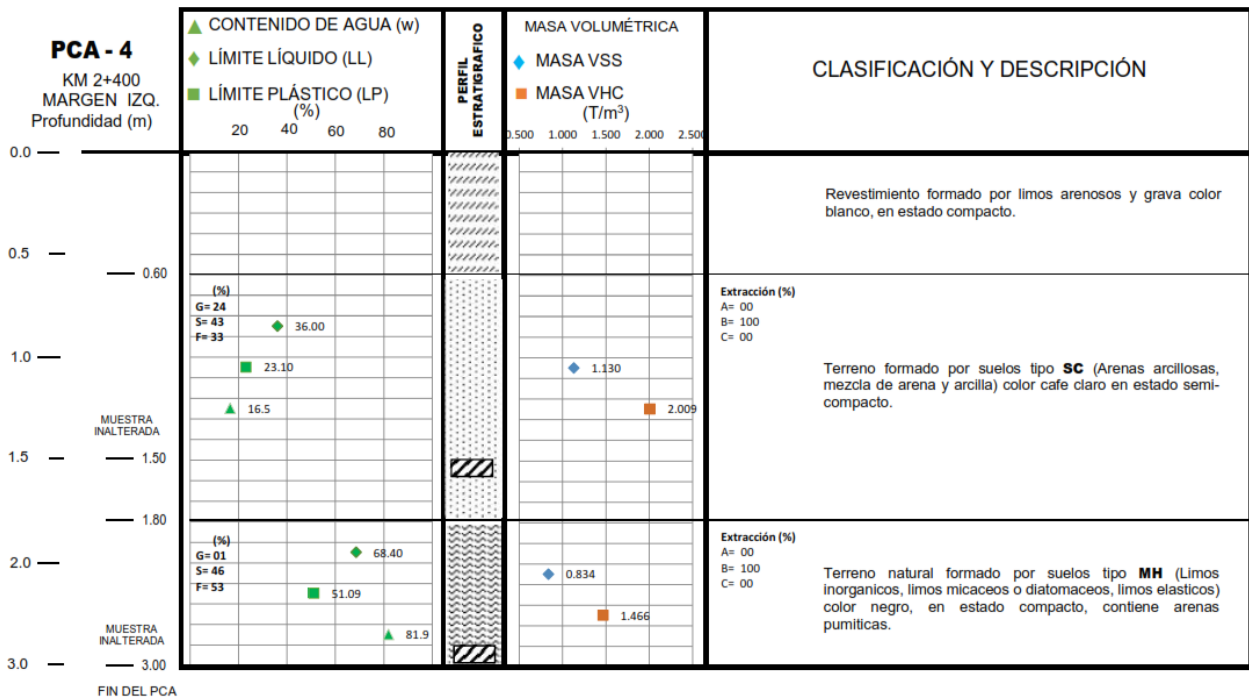 PCA - 4
KM 2+400
MARGEN IZQ.
Profundidad (m)
CONTENIDO DE AGUA (w)
LÍMITE LÍQUIDO (LL)
LÍMITE PLÁSTICO (LP)
(%)
20 40 60 80
PERFIL
ESTRATIGRAFICO
MASA VOLUMÉTRICA
MASA VSS
MASA VHC
(T/m³)
0.500 1.000 1.500 2.000 2.500
CLASIFICACIÓN Y DESCRIPCIÓN
0.0
Revestimiento formado por limos arenosos y grava color
blanco, en estado compacto.
0.5
0.60
(%)
G= 24
S= 43
F= 33
36.00
23.10
16.5
1.130
2.009
Extracción (%)
A= 00
B= 100
C= 00
1.0
Terreno formado por suelos tipo SC (Arenas arcillosas,
mezcla de arena y arcilla) color cafe claro en estado semi-
compacto.
MUESTRA
INALTERADA
1.5
1.50
1.80
(%)
G= 01
S= 46
F= 53
68.40
51.09
81.9
0.834
1.466
Extracción (%)
A= 00
B= 100
C= 00
2.0
Terreno natural formado por suelos tipo MH (Limos
inorganicos, limos micaceos o diatomaceos, limos elasticos)
color negro, en estado compacto, contiene arenas
pumiticas.
MUESTRA
INALTERADA
3.0
3.00
FIN DEL PCA